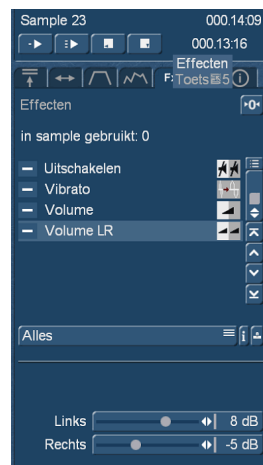 Sample 23 000.14:09
000.13:16
Effecten
Toets 5
Effecten
in sample gebruikt: 0
Uitschakelen
Vibrato
Volume
Volume LR
Alles
Links 8 dB
Rechts -5 dB